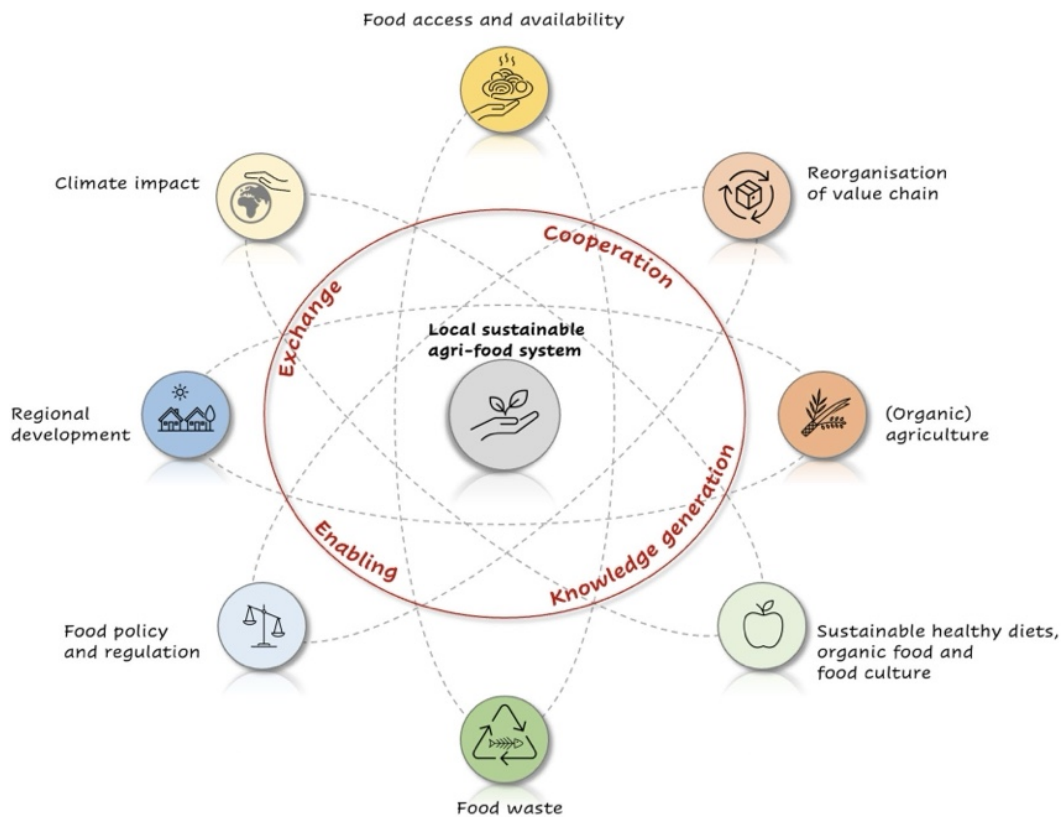 Food access and availability
Climate impact
Reorganisation
of value chain
Cooperation
Exchange
Local sustainable
agri-food system
Regional
development
(Organic)
agriculture
Enabling
Knowledge generation
Food policy
and regulation
Sustainable healthy diets,
organic food and
food culture
Food waste